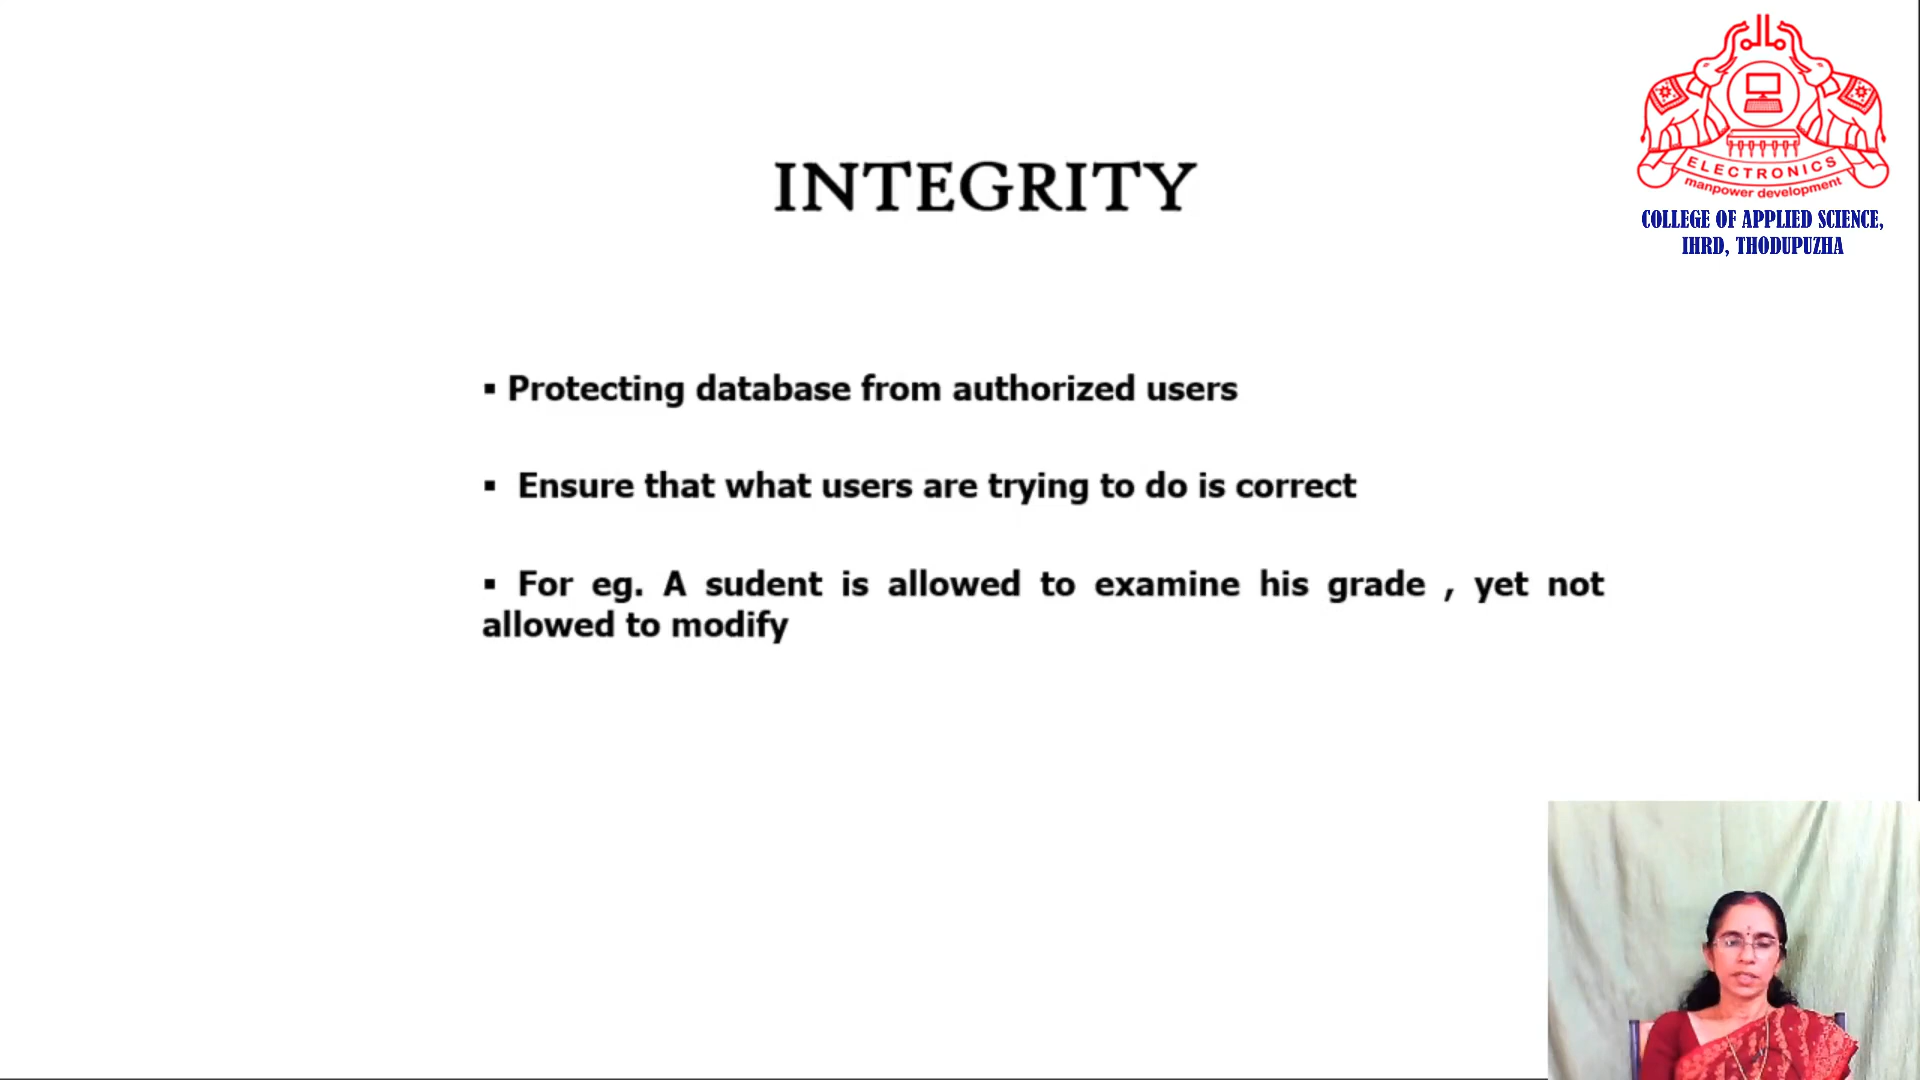 ELECTRONICS
manpower development
COLLEGE OF APPLIED SCIENCE,
IHRD, THODUPUZHA
INTEGRITY
▪ Protecting database from authorized users
▪ Ensure that what users are trying to do is correct
▪ For eg. A sudent is allowed to examine his grade , yet not
allowed to modify